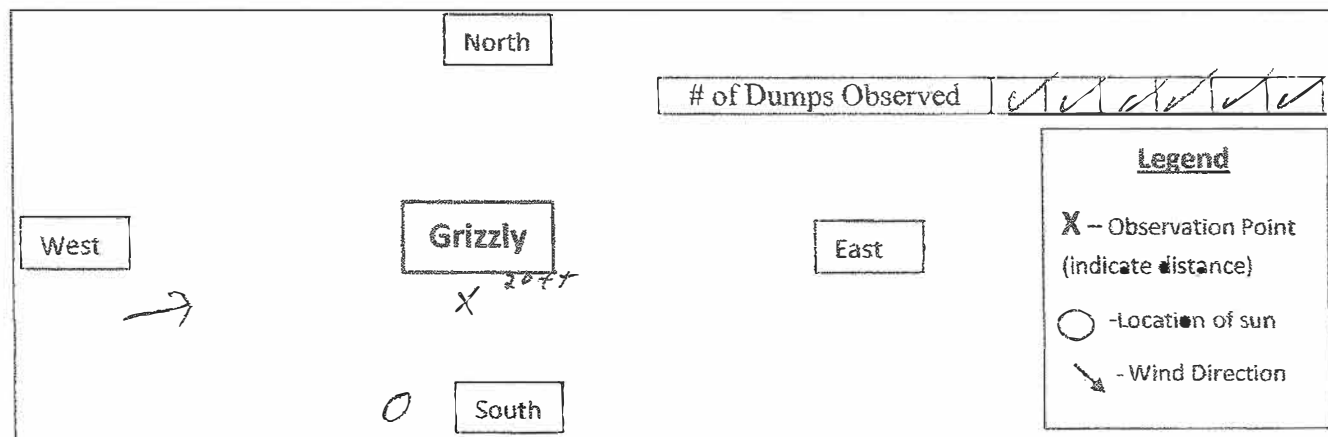 North
# of Dumps Observed ✓ ✓ ✓ ✓ ✓ ✓
Legend
West
Grizzly
East
X – Observation Point
(indicate distance)
20ft
X
-Location of sun
- Wind Direction
South